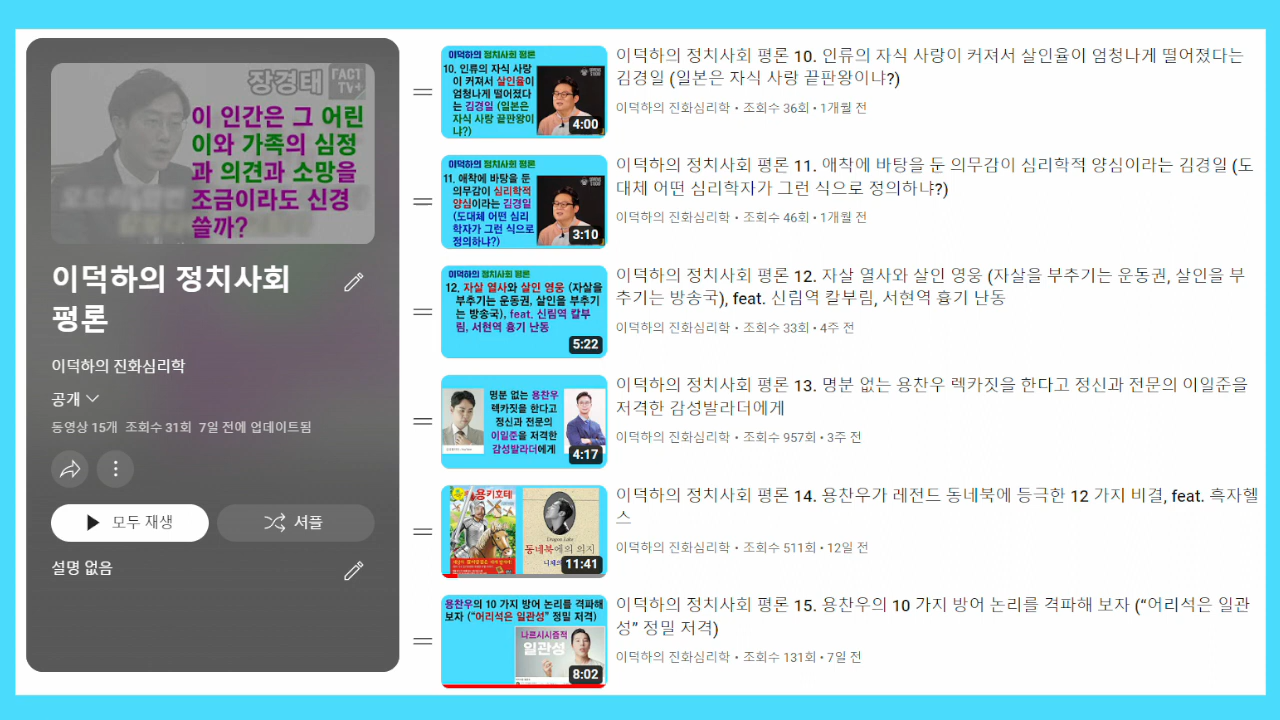 장경태 FACT TV
이 인간은 그 어린
이와 가족의 심정
과 의견과 소망을
조금이라도 신경
쓸까?
이덕하의 정치사회
평론
이덕하의 진화심리학
공개
동영상 15개 조회수 31회 7일 전에 업데이트됨
모두 재생
셔플
설명 없음
이덕하의 정치사회 평론
10. 인류의 자식 사랑
이 커져서 살인율이
엄청나게 떨어졌다
는 김경일 (일본은
자식 사랑 끝판왕이
냐?)
4:00
이덕하의 정치사회 평론 10. 인류의 자식 사랑이 커져서 살인율이 엄청나게 떨어졌다는
김경일 (일본은 자식 사랑 끝판왕이냐?)
이덕하의 진화심리학 • 조회수 36회 • 1개월 전
이덕하의 정치사회 평론
11. 애착에 바탕을 둔
의무감이 심리학적
양심이라는 김경일
(도대체 어떤 심리
학자가 그런 식으로
정의하냐?)
3:10
이덕하의 정치사회 평론 11. 애착에 바탕을 둔 의무감이 심리학적 양심이라는 김경일 (도
대체 어떤 심리학자가 그런 식으로 정의하냐?)
이덕하의 진화심리학 • 조회수 46회 • 1개월 전
이덕하의 정치사회 평론
12. 자살 열사와 살인 영웅 (자살을
부추기는 운동권, 살인을 부추기
는 방송국), feat. 신림역 칼부
림, 서현역 흉기 난동
5:22
이덕하의 정치사회 평론 12. 자살 열사와 살인 영웅 (자살을 부추기는 운동권, 살인을 부
추기는 방송국), feat. 신림역 칼부림, 서현역 흉기 난동
이덕하의 진화심리학 • 조회수 33회 • 4주 전
명분 없는 용찬우
렉카짓을 한다고
정신과 전문의
이일준을 저격한
감성발라더에게
4:17
이덕하의 정치사회 평론 13. 명분 없는 용찬우 렉카짓을 한다고 정신과 전문의 이일준을
저격한 감성발라더에게
이덕하의 진화심리학 • 조회수 957회 • 3주 전
용키호테
동네북에의 의지
11:41
이덕하의 정치사회 평론 14. 용찬우가 레전드 동네북에 등극한 12 가지 비결, feat. 흑자헬
스
이덕하의 진화심리학 • 조회수 511회 • 12일 전
용찬우의 10 가지 방어 논리를 격파해
보자 (“어리석은 일관성” 정밀 저격)
나르시시즘적
일관성
8:02
이덕하의 정치사회 평론 15. 용찬우의 10 가지 방어 논리를 격파해 보자 (“어리석은 일관
성” 정밀 저격)
이덕하의 진화심리학 • 조회수 131회 • 7일 전